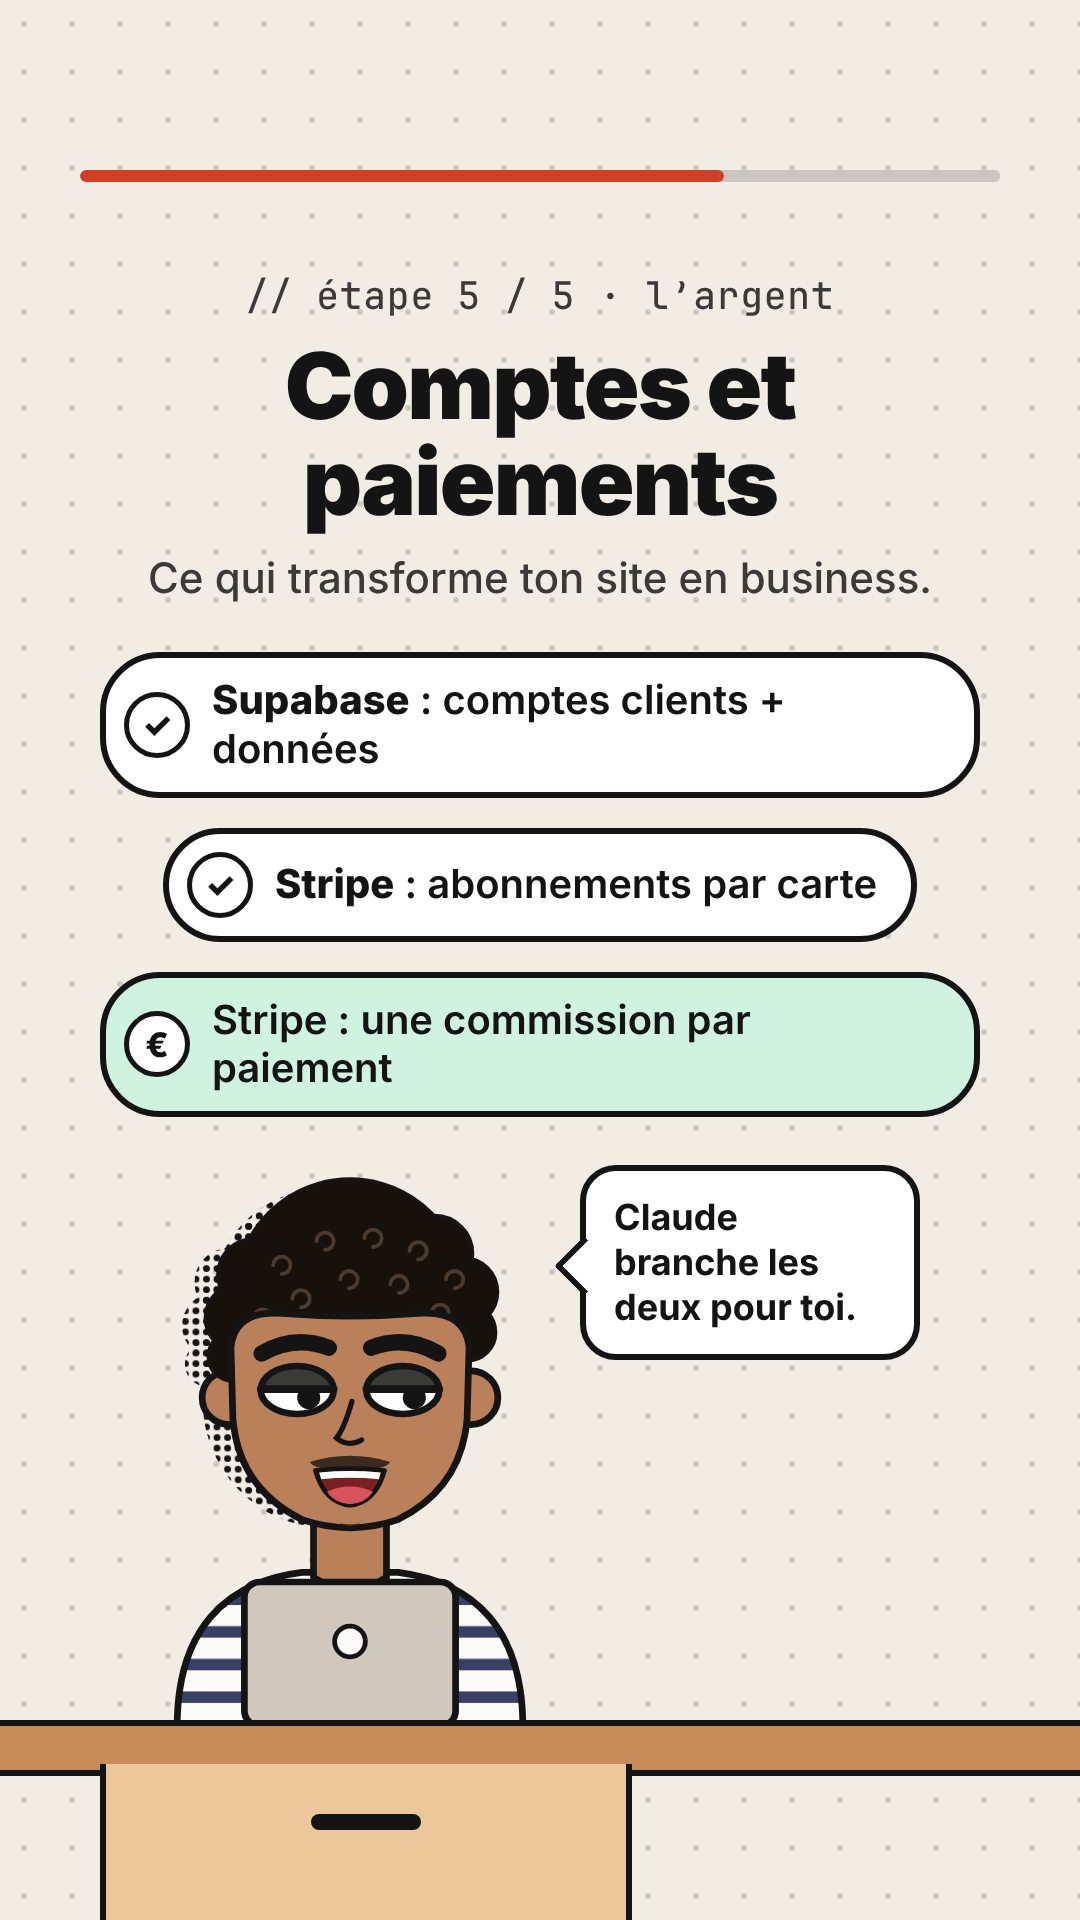 // étape 5 / 5 · l’argent
Comptes et
paiements
Ce qui transforme ton site en business.
Supabase : comptes clients +
données
Stripe : abonnements par carte
€ Stripe : une commission par
paiement
Claude
branche les
deux pour toi.